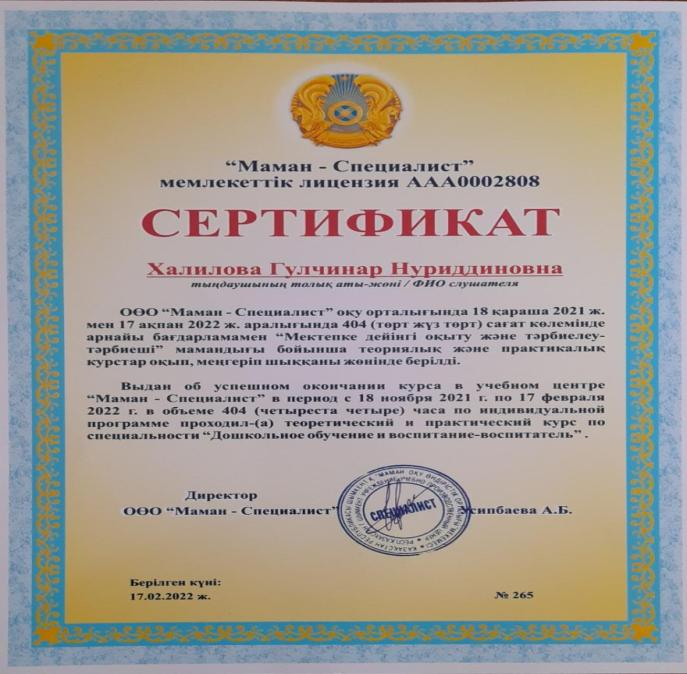 “Маман - Специалист”
мемлекеттік лицензия ААА0002808
СЕРТИФИКАТ
Халилова Гулчинар Нуриддиновна
тыңдаушының толық аты-жөні / ФИО слушателя
ОӨО “Маман - Специалист” оқу орталығында 18 қараша 2021 ж.
мен 17 ақпан 2022 ж. аралығында 404 (төрт жүз төрт) сағат көлемінде
арнайы бағдарламамен “Мектепке дейінгі оқыту және тәрбиелеу-
тәрбиеші” мамандығы бойынша теориялық және практикалық
курстар оқып, меңгеріп шыққаны жөнінде берілді.
Выдан об успешном окончании курса в учебном центре
“Маман - Специалист” в период с 18 ноября 2021 г. по 17 февраля
2022 г. в объеме 404 (четыреста четыре) часа по индивидуальной
программе проходил-(а) теоретический и практический курс по
специальности “Дошкольное обучение и воспитание-воспитатель” .
Директор
ОӨО “Маман - Специалист”
СПЕЦИАЛИСТ
Усипбаева А.Б.
Берілген күні:
17.02.2022 ж.
№ 265